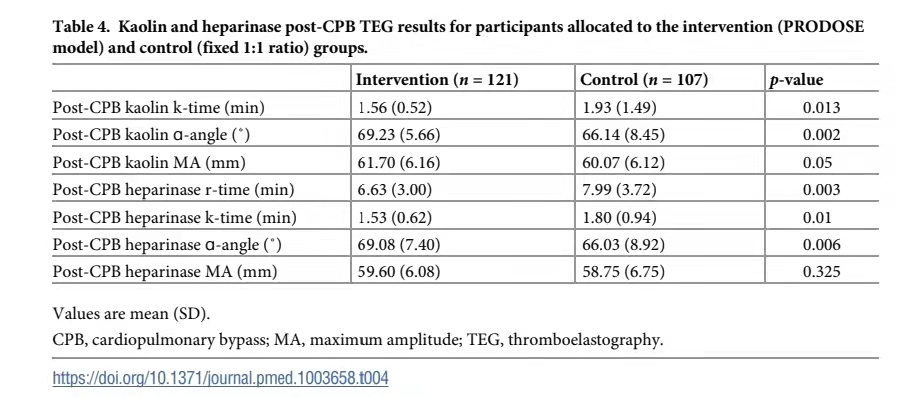 Table 4. Kaolin and heparinase post-CPB TEG results for participants allocated to the intervention (PRODOSE
model) and control (fixed 1:1 ratio) groups.
Intervention (n = 121) Control (n = 107) p-value
Post-CPB kaolin k-time (min) 1.56 (0.52) 1.93 (1.49) 0.013
Post-CPB kaolin ɑ-angle (˚) 69.23 (5.66) 66.14 (8.45) 0.002
Post-CPB kaolin MA (mm) 61.70 (6.16) 60.07 (6.12) 0.05
Post-CPB heparinase r-time (min) 6.63 (3.00) 7.99 (3.72) 0.003
Post-CPB heparinase k-time (min) 1.53 (0.62) 1.80 (0.94) 0.01
Post-CPB heparinase ɑ-angle (˚) 69.08 (7.40) 66.03 (8.92) 0.006
Post-CPB heparinase MA (mm) 59.60 (6.08) 58.75 (6.75) 0.325
Values are mean (SD).
CPB, cardiopulmonary bypass; MA, maximum amplitude; TEG, thromboelastography.
https://doi.org/10.1371/journal.pmed.1003658.t004